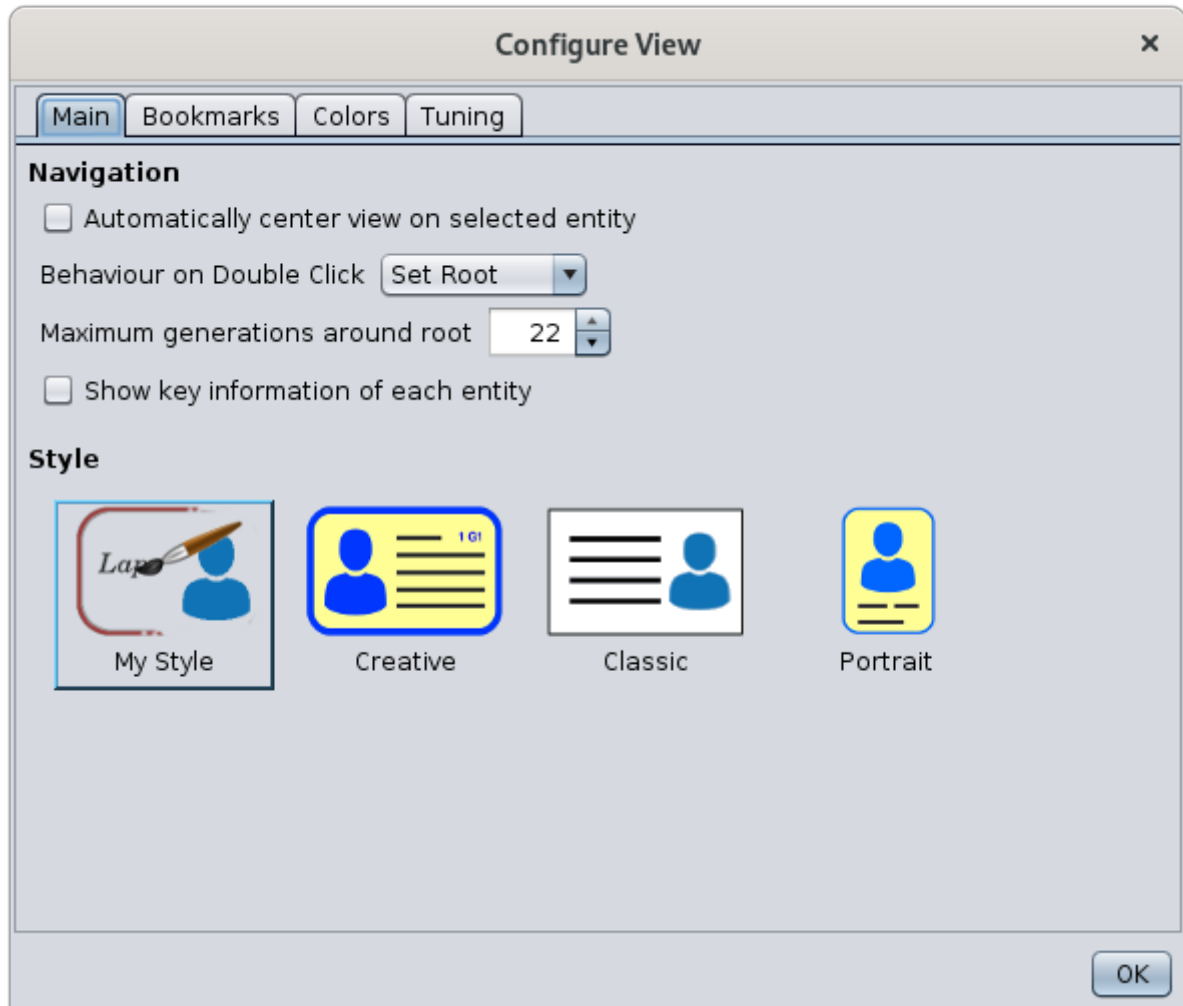 Configure View
Main Bookmarks Colors Tuning
Navigation
Automatically center view on selected entity
Behaviour on Double Click Set Root
Maximum generations around root 22
Show key information of each entity
Style
Lap
1 G1
My Style Creative Classic Portrait
OK